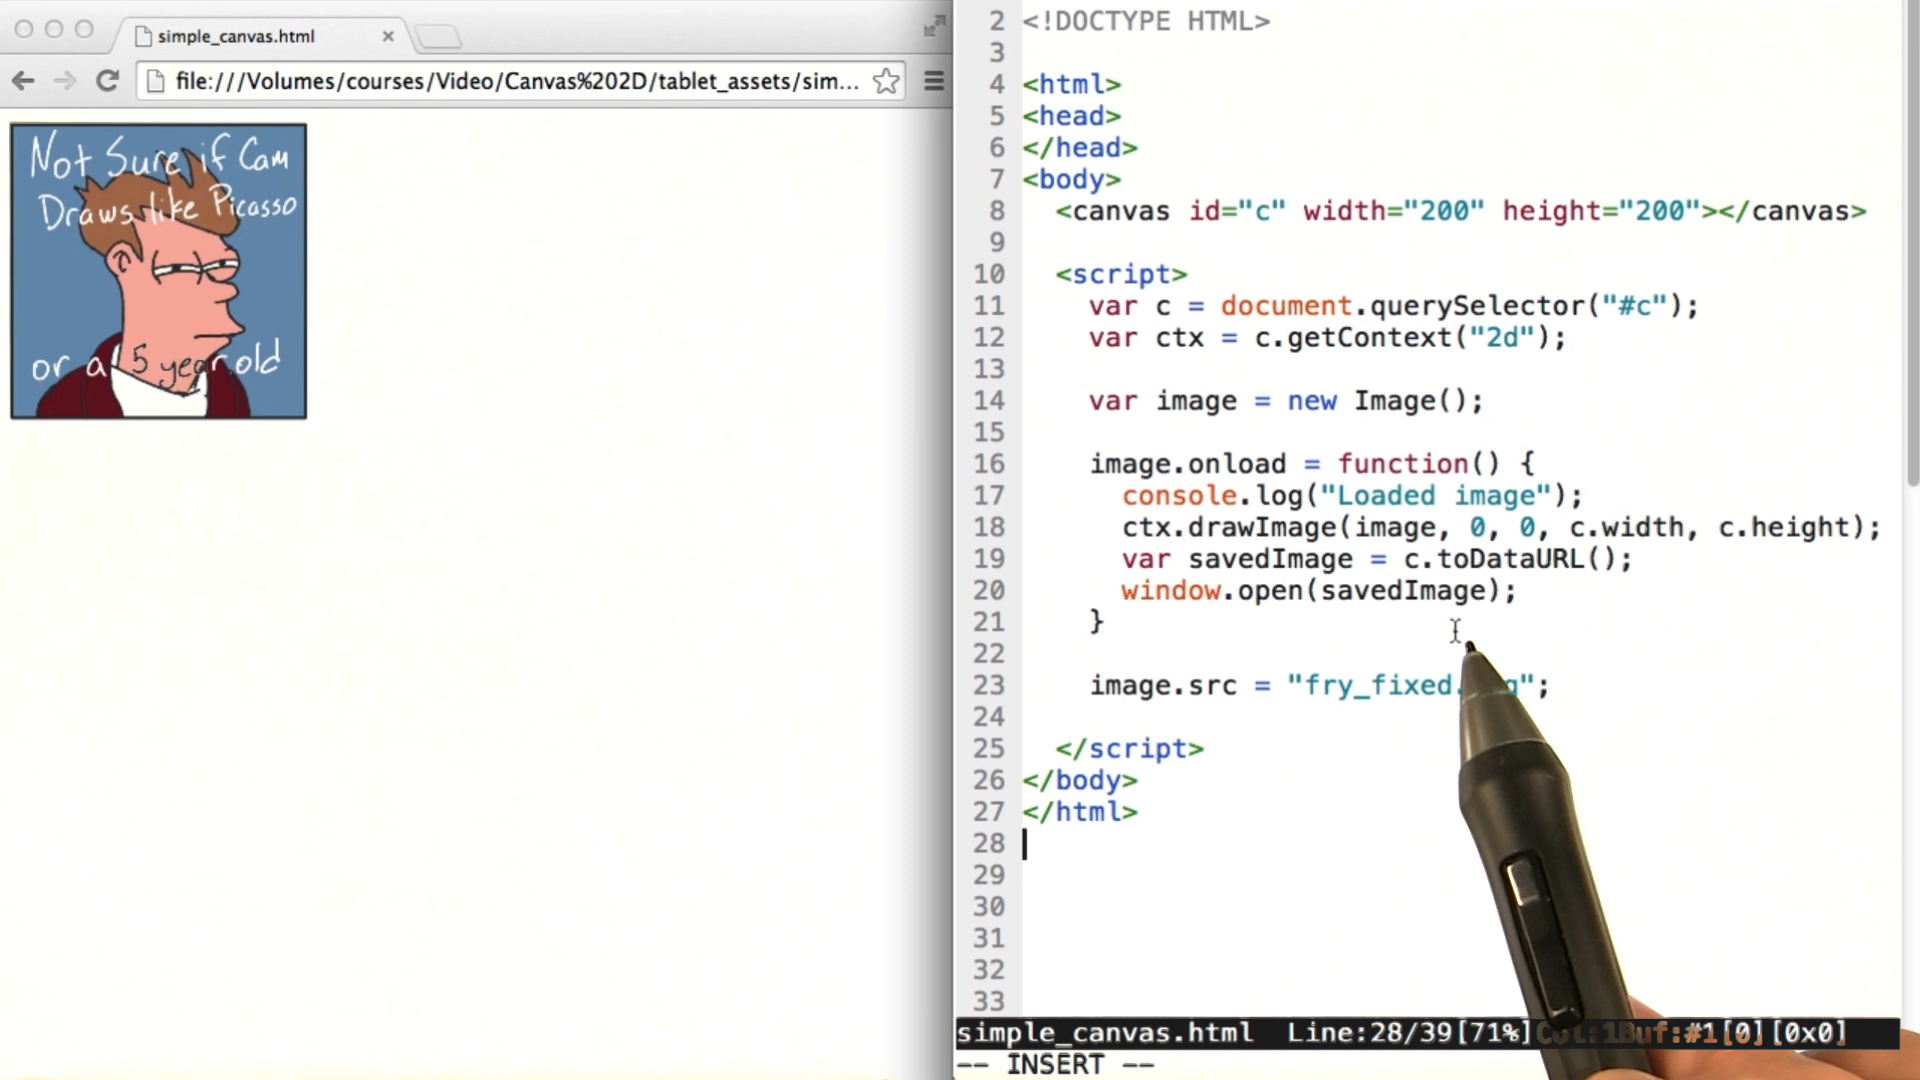 simple_canvas.html
file:///Volumes/courses/Video/Canvas%202D/tablet_assets/sim...
Not Sure if Cam
Draws like Picasso
or a 5 year old
2 <!DOCTYPE HTML>
3
4 <html>
5 <head>
6 </head>
7 <body>
8 <canvas id="c" width="200" height="200"></canvas>
9
10 <script>
11 var c = document.querySelector("#c");
12 var ctx = c.getContext("2d");
13
14 var image = new Image();
15
16 image.onload = function() {
17 console.log("Loaded image");
18 ctx.drawImage(image, 0, 0, c.width, c.height);
19 var savedImage = c.toDataURL();
20 window.open(savedImage);
21 }
22
23 image.src = "fry_fixed. g";
24
25 </script>
26 </body>
27 </html>
28
29
30
31
32
33
simple_canvas.html Line:28/39[71%]Col:1Buf:#1[0][0x0]
-- INSERT --